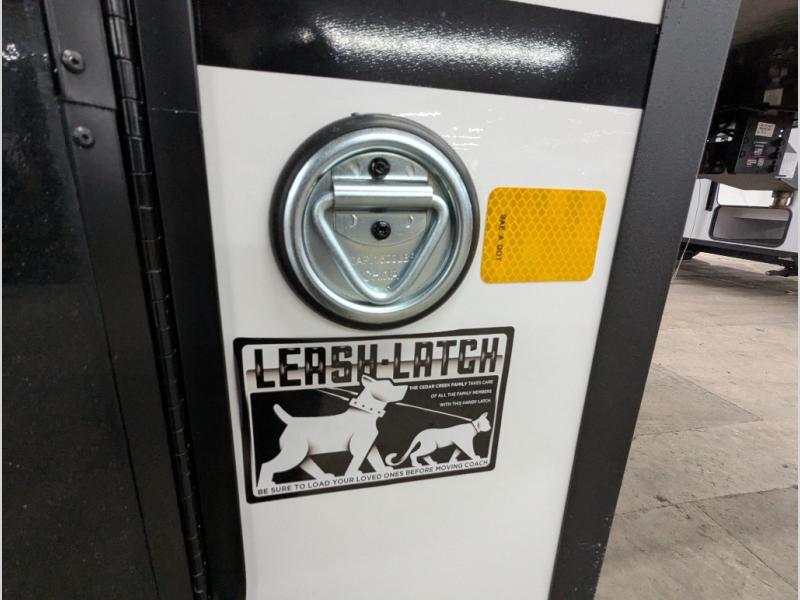 SAE A DOT
CHINA
LEASH·LATCH
THE CEDAR CREEK FAMILY TAKES CARE
OF ALL THE FAMILY MEMBERS
WITH THIS HANDY LATCH
BE SURE TO LOAD YOUR LOVED ONES BEFORE MOVING COACH